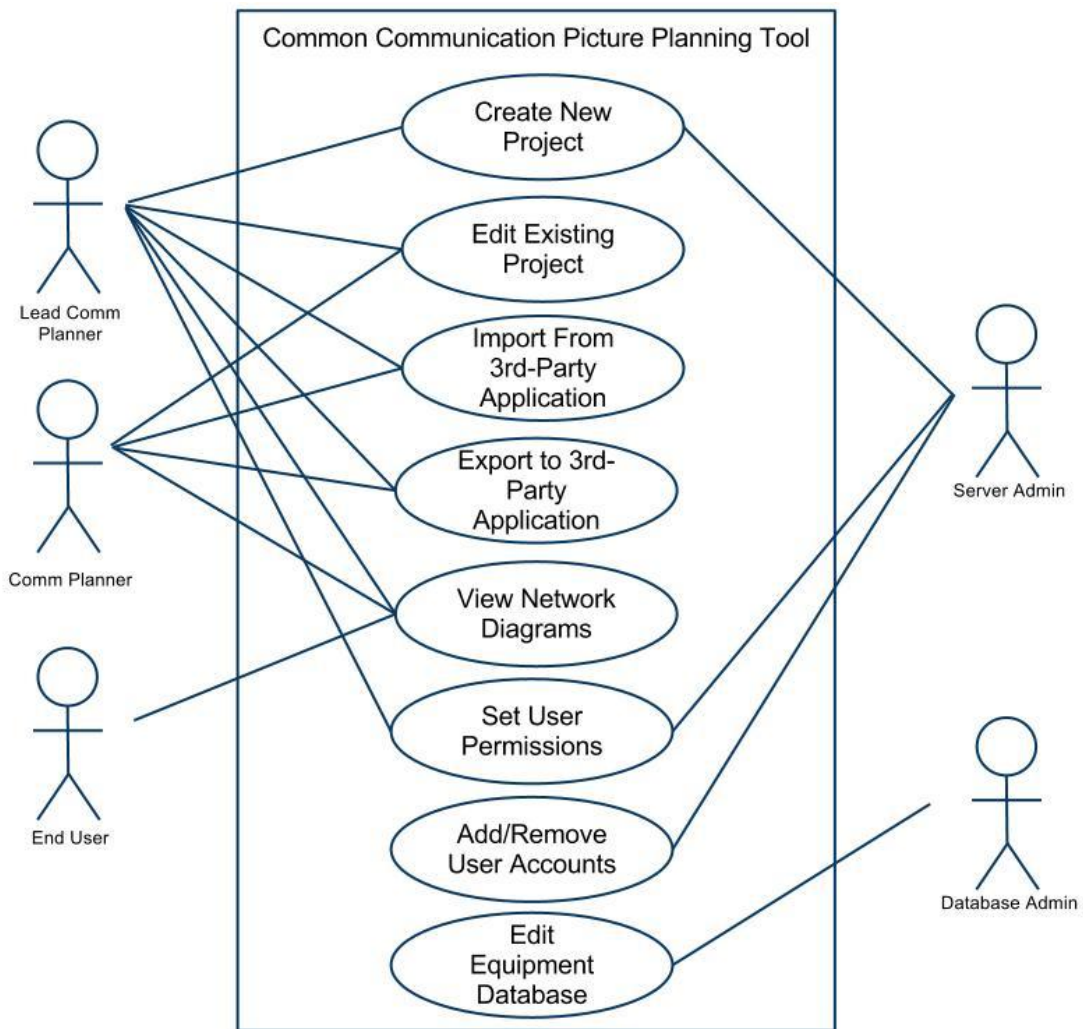 Common Communication Picture Planning Tool
Create New
Project
Edit Existing
Project
Import From
3rd-Party
Application
Export to 3rd-
Party
Application
View Network
Diagrams
Set User
Permissions
Add/Remove
User Accounts
Edit
Equipment
Database
Lead Comm
Planner
Comm Planner
End User
Server Admin
Database Admin